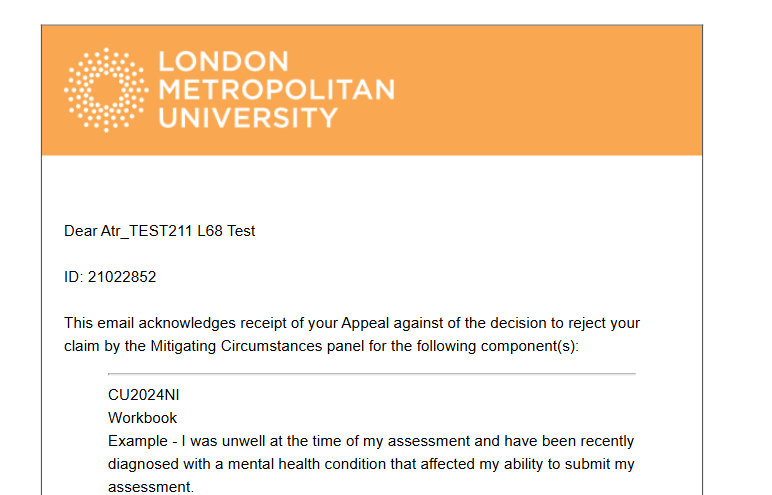 LONDON
METROPOLITAN
UNIVERSITY
Dear Atr_TEST211 L68 Test
ID: 21022852
This email acknowledges receipt of your Appeal against of the decision to reject your
claim by the Mitigating Circumstances panel for the following component(s):
CU2024NI
Workbook
Example - I was unwell at the time of my assessment and have been recently
diagnosed with a mental health condition that affected my ability to submit my
assessment.